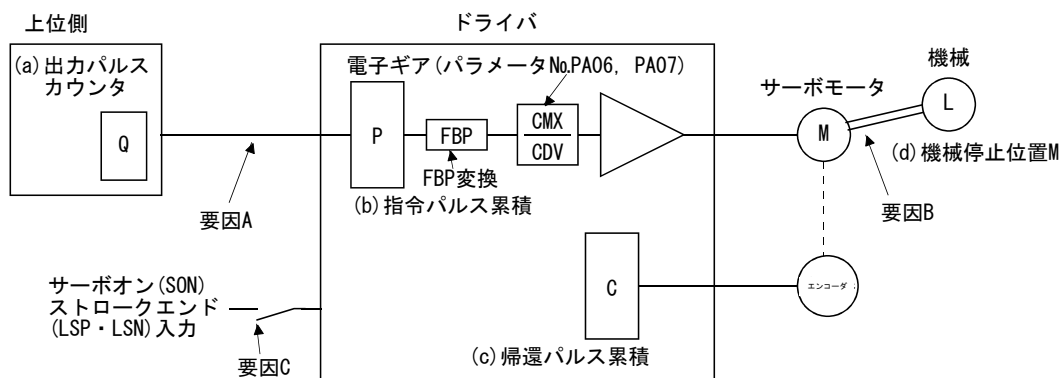 上位側
ドライバ
(a)出力パルス
カウンタ
Q
電子ギア(パラメータ№PA06, PA07)
P
FBP
CMX
CDV
FBP変換
(b)指令パルス累積
サーボモータ
M
機械
L
(d)機械停止位置M
要因A
要因B
サーボオン(SON)
ストロークエンド
(LSP・LSN)入力
要因C
C
(c)帰還パルス累積
エンコーダ